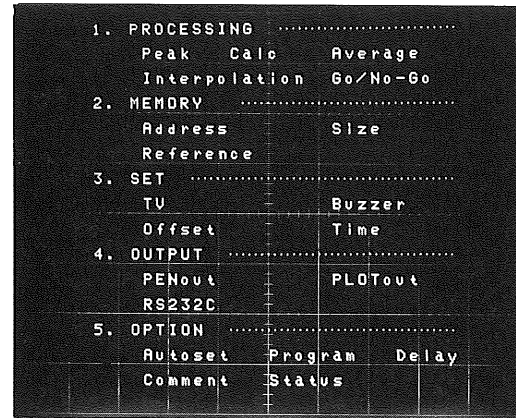 1. PROCESSING ....................
Peak Calc Average
Interpolation Go/No-Go
2. MEMORY .........................
Address Size
Reference
3. SET .............................
TV Buzzer
Offset Time
4. OUTPUT .........................
PENout PLOTout
RS232C
5. OPTION .........................
Autoset Program Delay
Comment Status